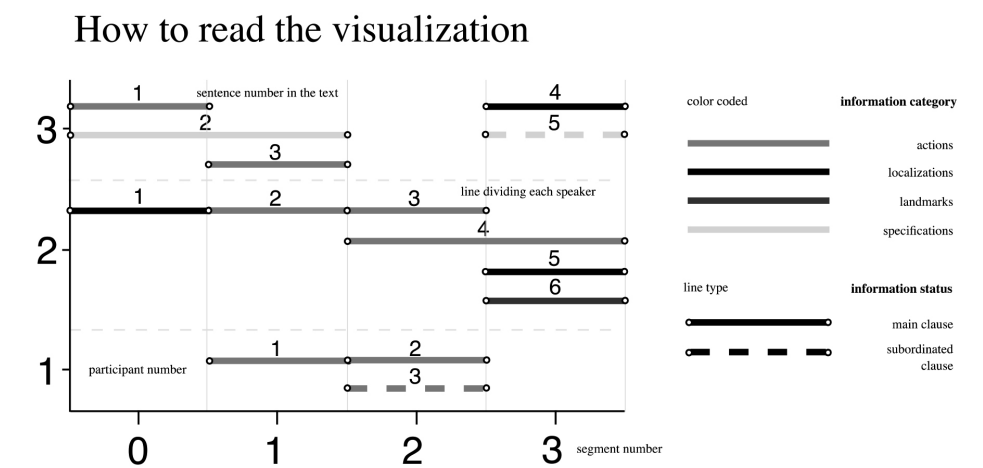 How to read the visualization
1
sentence number in the text
4
color coded
information category
3
2
5
3
actions
line dividing each speaker
1
2
3
localizations
landmarks
4
specifications
2
5
6
line type
information status
main clause
1
2
subordinated
clause
participant number
1
3
0
1
2
3
segment number